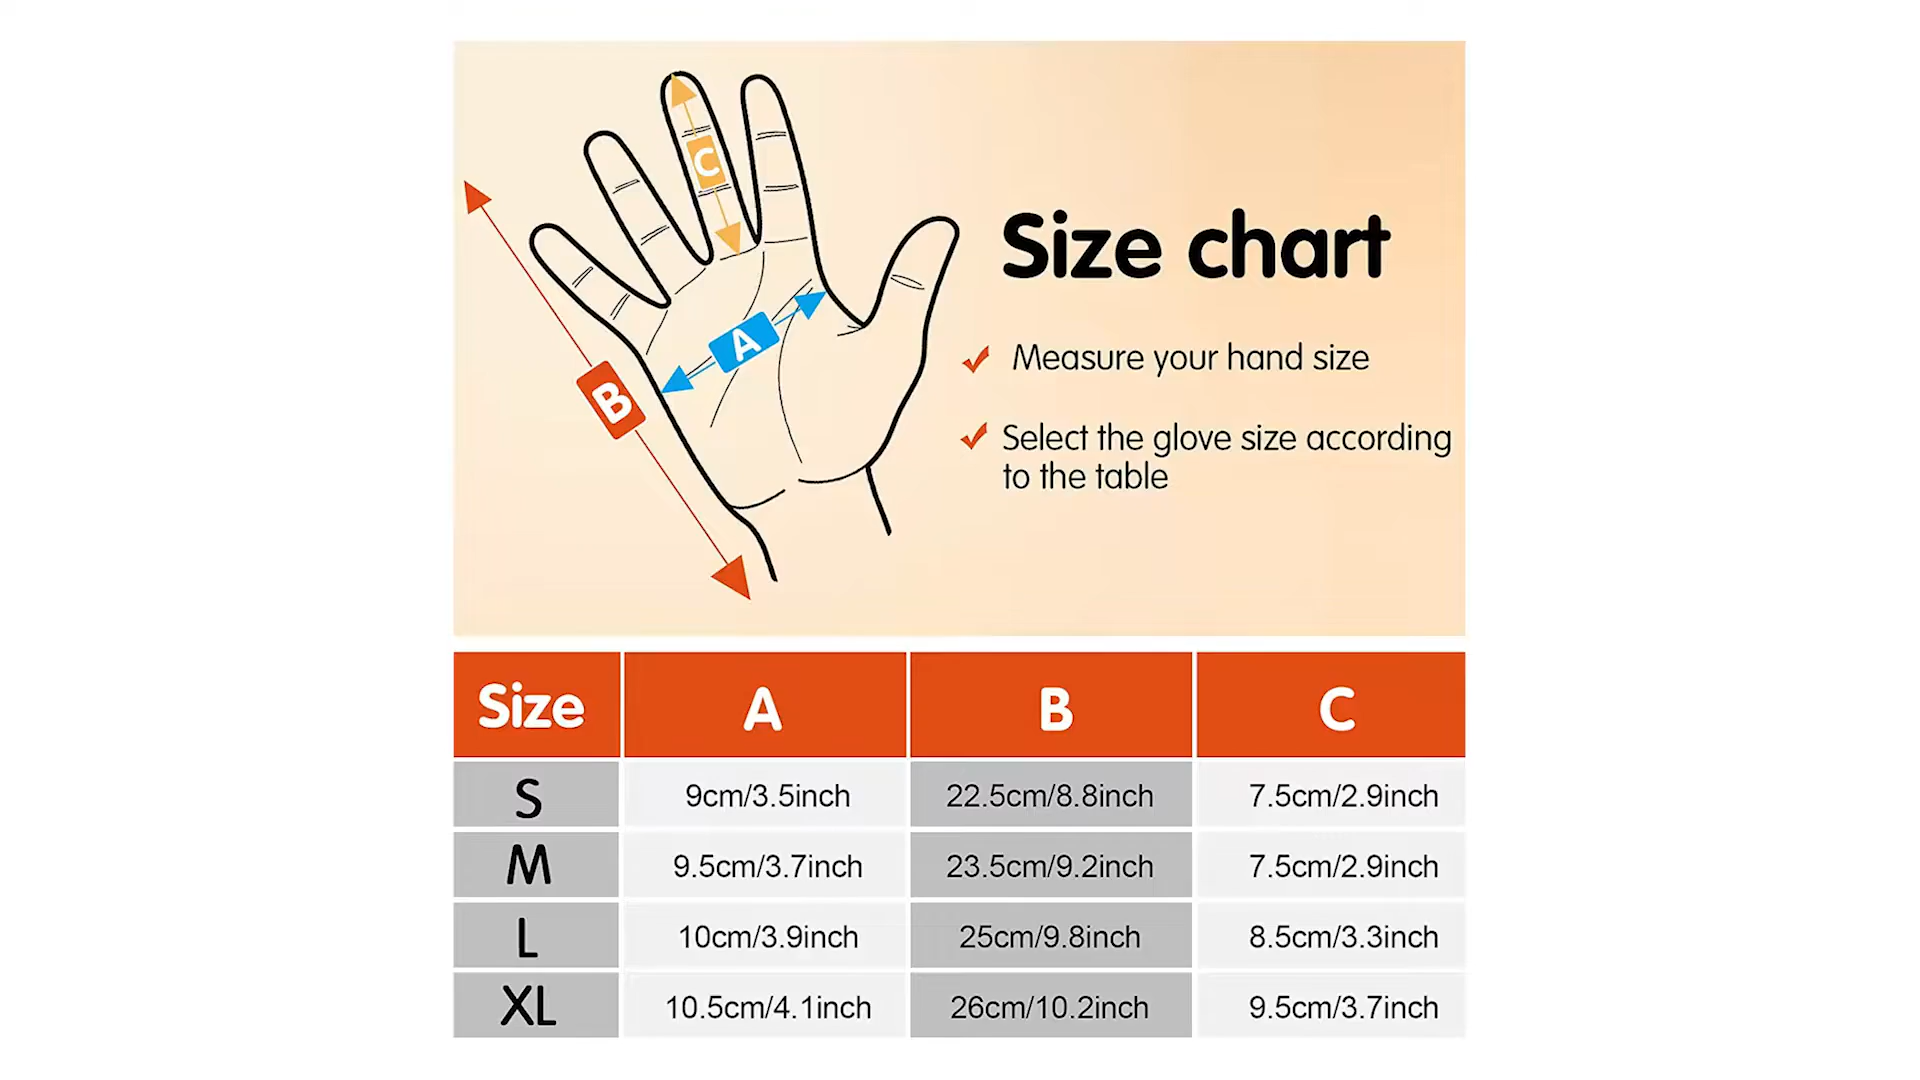 C
A
B
Size chart
Measure your hand size
Select the glove size according
to the table
Size A B C
S 9cm/3.5inch 22.5cm/8.8inch 7.5cm/2.9inch
M 9.5cm/3.7inch 23.5cm/9.2inch 7.5cm/2.9inch
L 10cm/3.9inch 25cm/9.8inch 8.5cm/3.3inch
XL 10.5cm/4.1inch 26cm/10.2inch 9.5cm/3.7inch